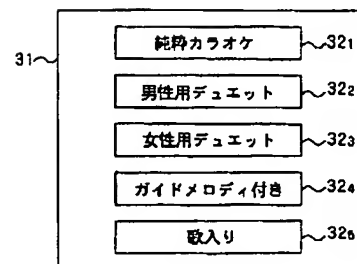 純粋カラオケ 32₁
31
男性用デュエット 32₂
女性用デュエット 32₃
ガイドメロディ付き 32₄
歌入り 32₅